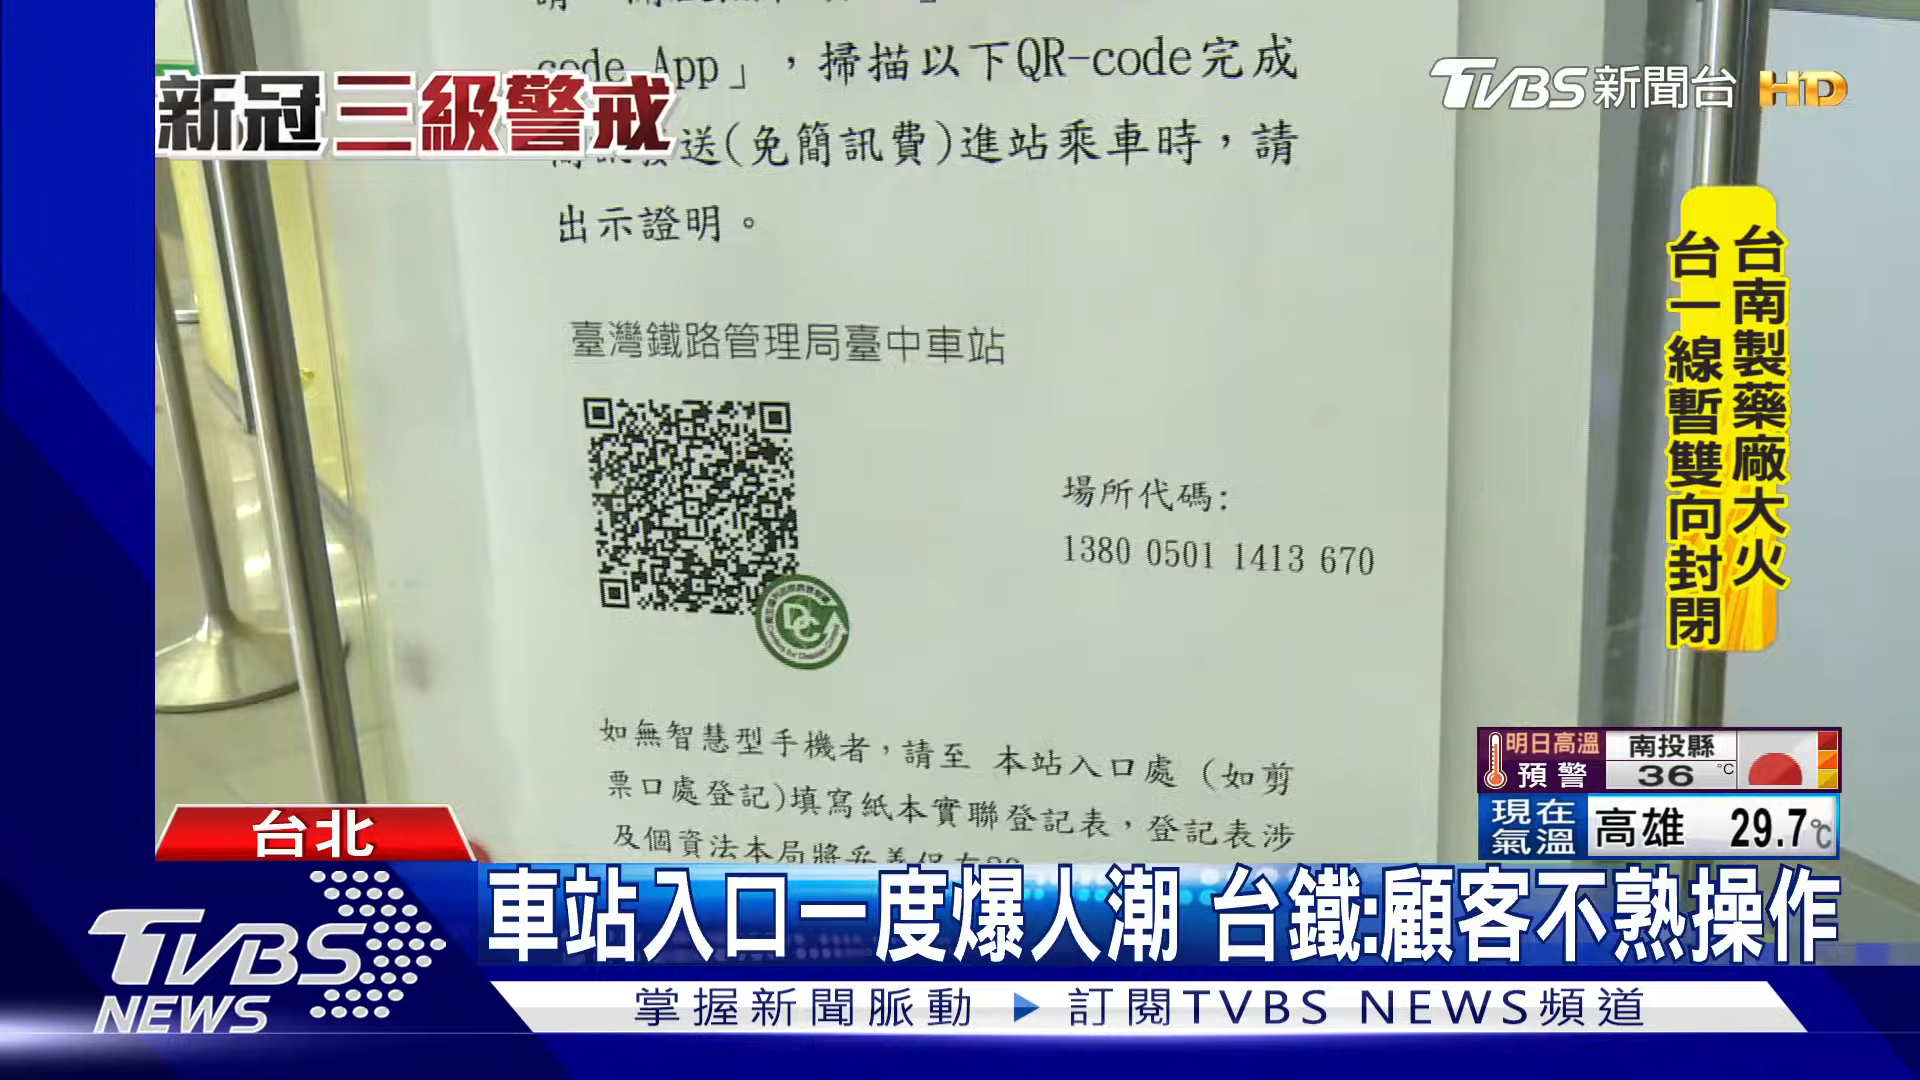 code App」，掃描以下QR-code完成
送(免簡訊費)進站乘車時，請
出示證明。
臺灣鐵路管理局臺中車站
場所代碼:
1380 0501 1413 670
DC
如無智慧型手機者，請至 本站入口處（如剪
票口處登記)填寫紙本實聯登記表，登記表涉
及個資法本局將妥善保存
新冠三級警戒
TVBS新聞台 HD
台南製藥廠大火
台一線暫雙向封閉
明日高溫
預警
南投縣
36 °C
現在
氣溫
高雄 29.7℃
台北
車站入口一度爆人潮 台鐵:顧客不熟操作
TVBS
NEWS
掌握新聞脈動 ▶ 訂閱TVBS NEWS頻道